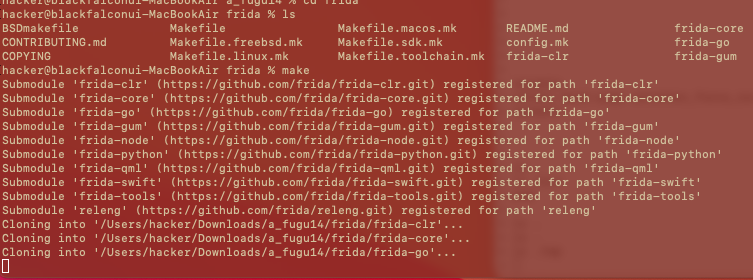 hacker@blackfalconui-MacBookAir a_fugu14 % cd frida
hacker@blackfalconui-MacBookAir frida % ls
BSDmakefile Makefile Makefile.macos.mk README.md frida-core
CONTRIBUTING.md Makefile.freebsd.mk Makefile.sdk.mk config.mk frida-go
COPYING Makefile.linux.mk Makefile.toolchain.mk frida-clr frida-gum
hacker@blackfalconui-MacBookAir frida % make
Submodule 'frida-clr' (https://github.com/frida/frida-clr.git) registered for path 'frida-clr'
Submodule 'frida-core' (https://github.com/frida/frida-core.git) registered for path 'frida-core'
Submodule 'frida-go' (https://github.com/frida/frida-go) registered for path 'frida-go'
Submodule 'frida-gum' (https://github.com/frida/frida-gum.git) registered for path 'frida-gum'
Submodule 'frida-node' (https://github.com/frida/frida-node.git) registered for path 'frida-node'
Submodule 'frida-python' (https://github.com/frida/frida-python.git) registered for path 'frida-python'
Submodule 'frida-qml' (https://github.com/frida/frida-qml.git) registered for path 'frida-qml'
Submodule 'frida-swift' (https://github.com/frida/frida-swift.git) registered for path 'frida-swift'
Submodule 'frida-tools' (https://github.com/frida/frida-tools.git) registered for path 'frida-tools'
Submodule 'releng' (https://github.com/frida/releng.git) registered for path 'releng'
Cloning into '/Users/hacker/Downloads/a_fugu14/frida/frida-clr'...
Cloning into '/Users/hacker/Downloads/a_fugu14/frida/frida-core'...
Cloning into '/Users/hacker/Downloads/a_fugu14/frida/frida-go'...